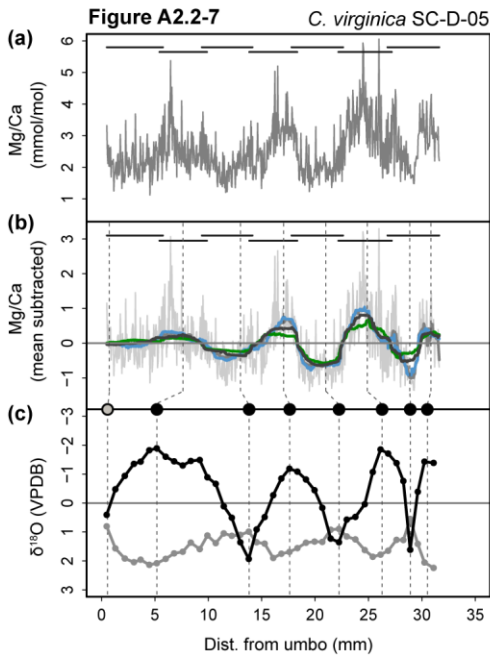 Figure A2.2-7 C. virginica SC-D-05
(a)
6
5
4
3
2
1
Mg/Ca
(mmol/mol)
(b)
3
2
1
0
−1
Mg/Ca
(mean subtracted)
(c)
−3
−2
−1
0
1
2
3
δ18O (VPDB)
0 5 10 15 20 25 30 35
Dist. from umbo (mm)